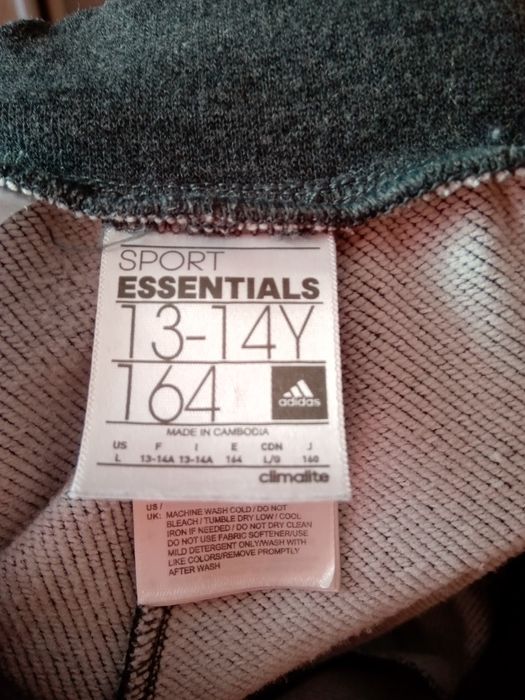 SPORT
ESSENTIALS
13-14Y
164
adidas
MADE IN CAMBODIA
US F I E CDN J
L 13-14A 13-14A 164 L/G 160
climalite
US /
UK: MACHINE WASH COLD / DO NOT
BLEACH / TUMBLE DRY LOW / COOL
IRON IF NEEDED / DO NOT DRY CLEAN
DO NOT USE FABRIC SOFTENER/USE
MILD DETERGENT ONLY/WASH WITH
LIKE COLORS/REMOVE PROMPTLY
AFTER WASH